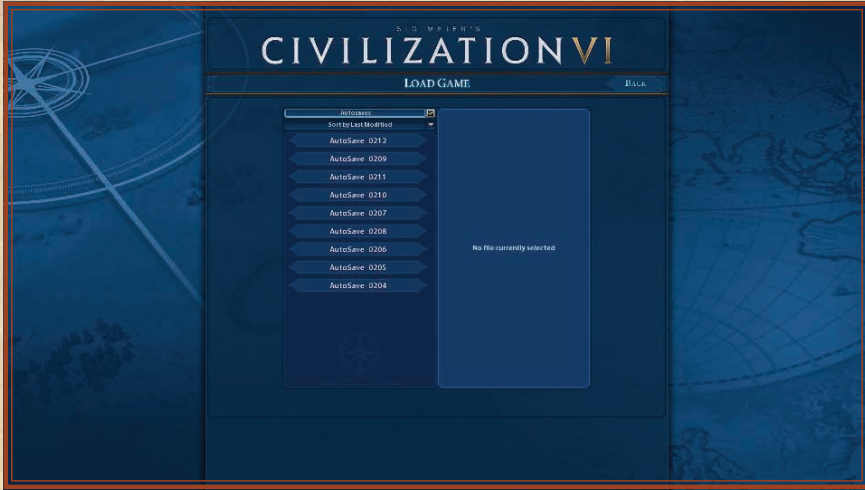 SID MEIER'S
CIVILIZATION VI
LOAD GAME
BACK
Autosaves
Sort by Last Modified
AutoSave 0212
AutoSave 0209
AutoSave 0211
AutoSave 0210
AutoSave 0207
AutoSave 0208
AutoSave 0206
AutoSave 0205
AutoSave 0204
No file currently selected